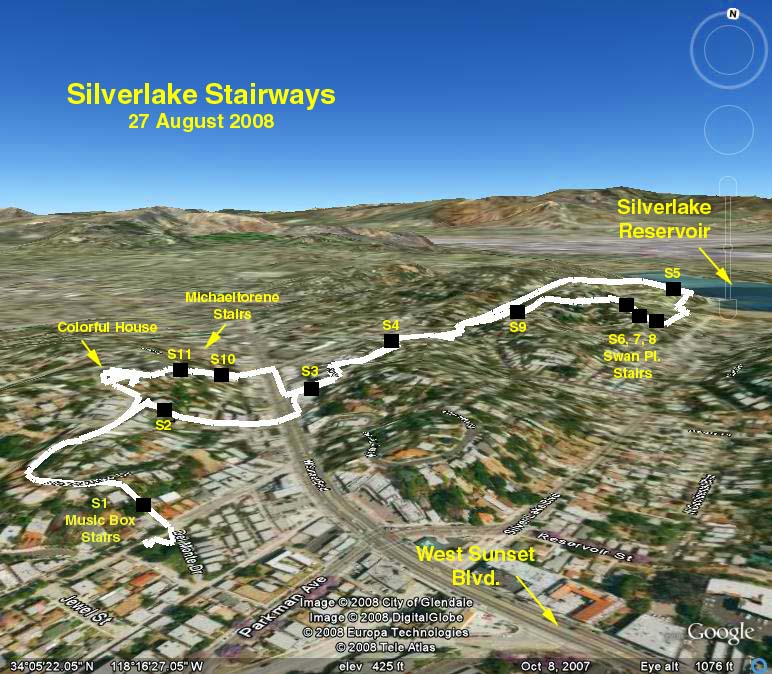 N
Silverlake Stairways
27 August 2008
Silverlake
Reservoir
S5
Michaeltorene
Stairs
Colorful House
S4
S9
S11
S10
S3
S6, 7, 8
Swan Pl.
Stairs
S2
S1
Music Box
Stairs
Del Monte Dr
Reservoir St
West Sunset
Blvd.
Jewel St
Parkman Ave
Image © 2008 City of Glendale
Image © 2008 DigitalGlobe
© 2008 Europa Technologies
© 2008 Tele Atlas
Google
34°05'22.05" N 118°16'27.05" W elev 425 ft Oct 8, 2007 Eye alt 1076 ft